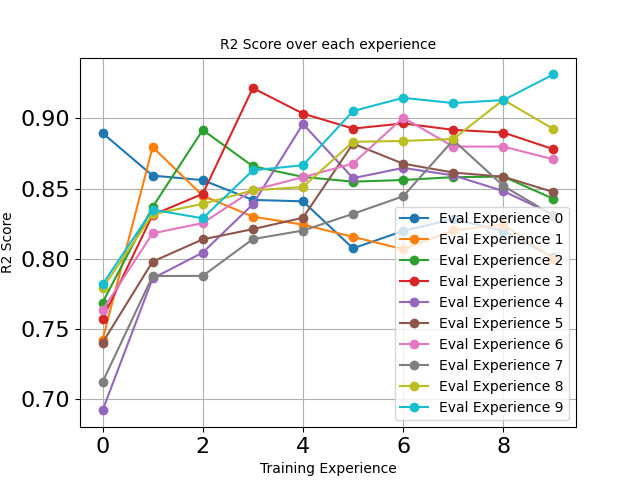 R2 Score over each experience
R2 Score
0.90
0.85
0.80
0.75
0.70
0 2 4 6 8
Training Experience
Eval Experience 0
Eval Experience 1
Eval Experience 2
Eval Experience 3
Eval Experience 4
Eval Experience 5
Eval Experience 6
Eval Experience 7
Eval Experience 8
Eval Experience 9